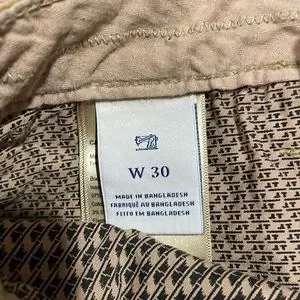 W 30
MADE IN BANGLADESH
FABRIQUÉ AU BANGLADESH
FEITO EM BANGLADESH